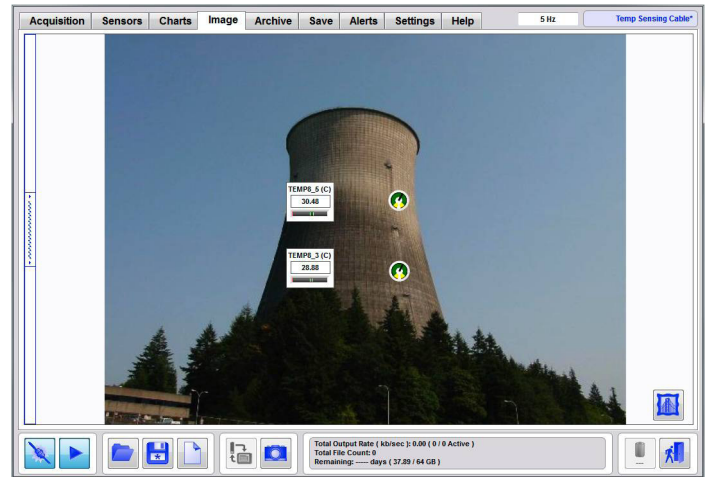 Acquisition Sensors Charts Image Archive Save Alerts Settings Help 5 Hz Temp Sensing Cable*
TEMP8_5 (C)
30.48
TEMP8_3 (C)
28.88
Total Output Rate ( kb/sec ): 0.00 ( 0 / 0 Active )
Total File Count: 0
Remaining: ----- days ( 37.89 / 64 GB )